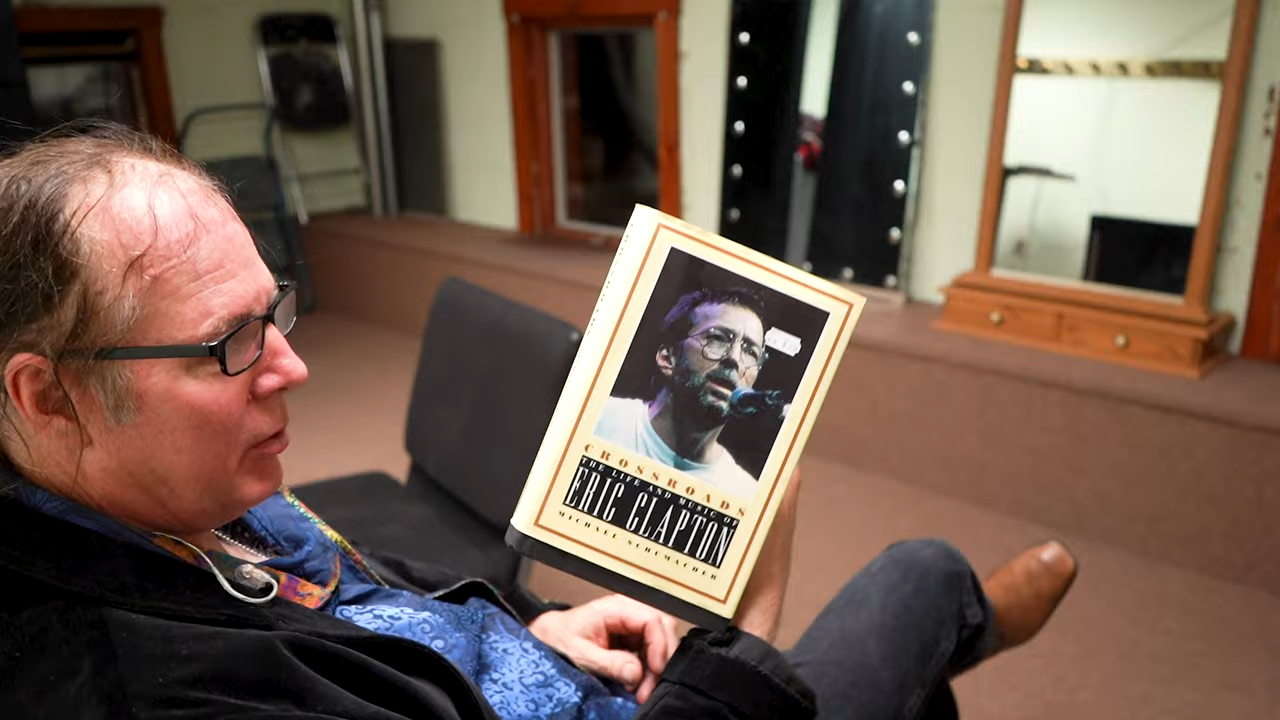 CROSSROADS
THE LIFE AND MUSIC OF
ERIC CLAPTON
MICHAEL SCHUMACHER